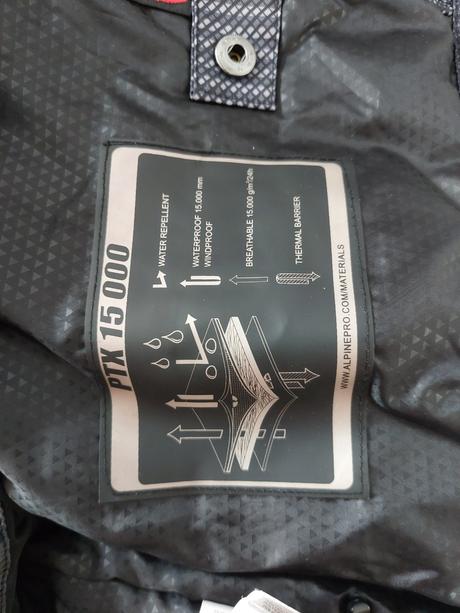 PTX 15 000
WATER REPELLENT
WATERPROOF 15.000 mm
WINDPROOF
BREATHABLE 15.000 g/m²/24h
THERMAL BARRIER
WWW.ALPINEPRO.COM/MATERIALS